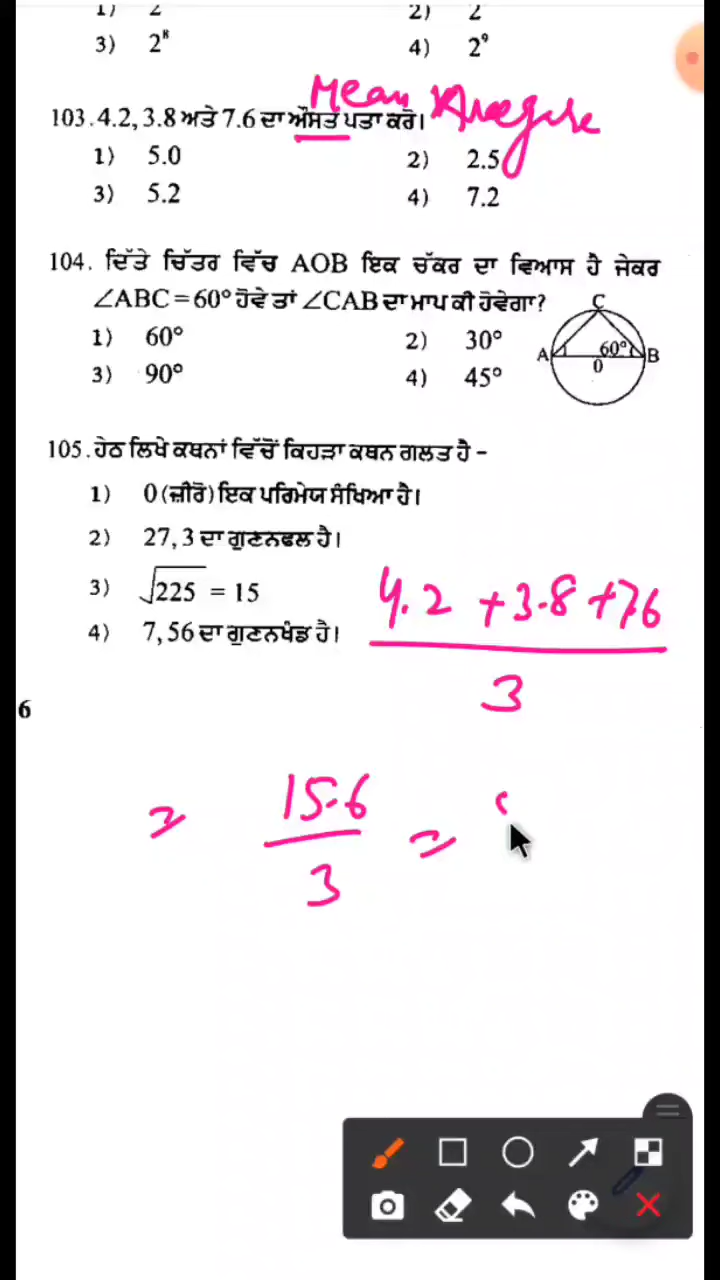 1) 2 2) 2
3) 2⁸ 4) 2⁹
Mean Average
103. 4.2, 3.8 ਅਤੇ 7.6 ਦਾ ਔਸਤ ਪਤਾ ਕਰੋ।
1) 5.0 2) 2.5
3) 5.2 4) 7.2
104. ਦਿੱਤੇ ਚਿੱਤਰ ਵਿੱਚ AOB ਇਕ ਚੱਕਰ ਦਾ ਵਿਆਸ ਹੈ ਜੇਕਰ
∠ABC = 60° ਹੋਵੇ ਤਾਂ ∠CAB ਦਾ ਮਾਪ ਕੀ ਹੋਵੇਗਾ?
C
1) 60° 2) 30°
A 60° B
0
3) 90° 4) 45°
105. ਹੇਠ ਲਿਖੇ ਕਥਨਾਂ ਵਿੱਚੋਂ ਕਿਹੜਾ ਕਥਨ ਗਲਤ ਹੈ -
1) 0 (ਜ਼ੀਰੋ) ਇਕ ਪਰਿਮੇਯ ਸੰਖਿਆ ਹੈ।
2) 27, 3 ਦਾ ਗੁਣਨਫਲ ਹੈ।
3) √225 = 15
4) 7, 56 ਦਾ ਗੁਣਨਖੰਡ ਹੈ।
4.2 + 3.8 + 7.6
3
6
= 15.6 =
3